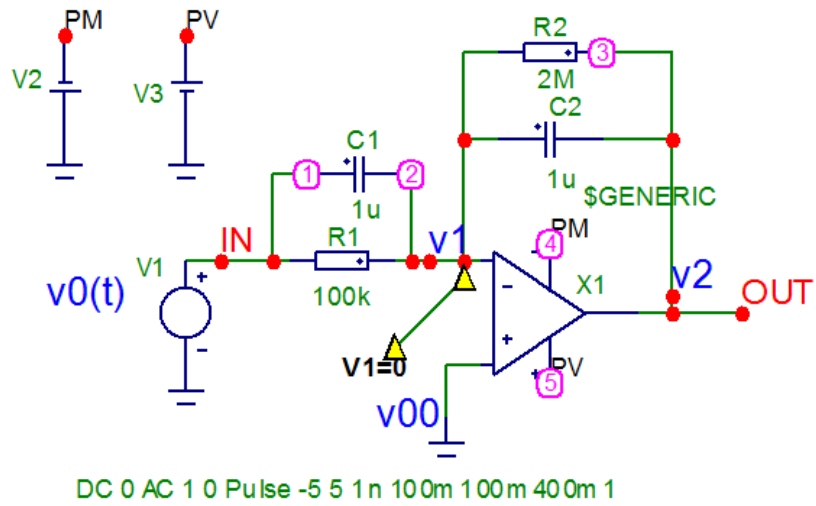 PM
PV
V2
V3
R2
3
2M
C2
1u
$GENERIC
C1
1
2
1u
IN
R1
v1
100k
V1
v0(t)
PM
4
X1
v2
OUT
V1=0
PV
5
v00
DC 0 AC 1 0 Pulse -5 5 1n 100m 100m 400m 1